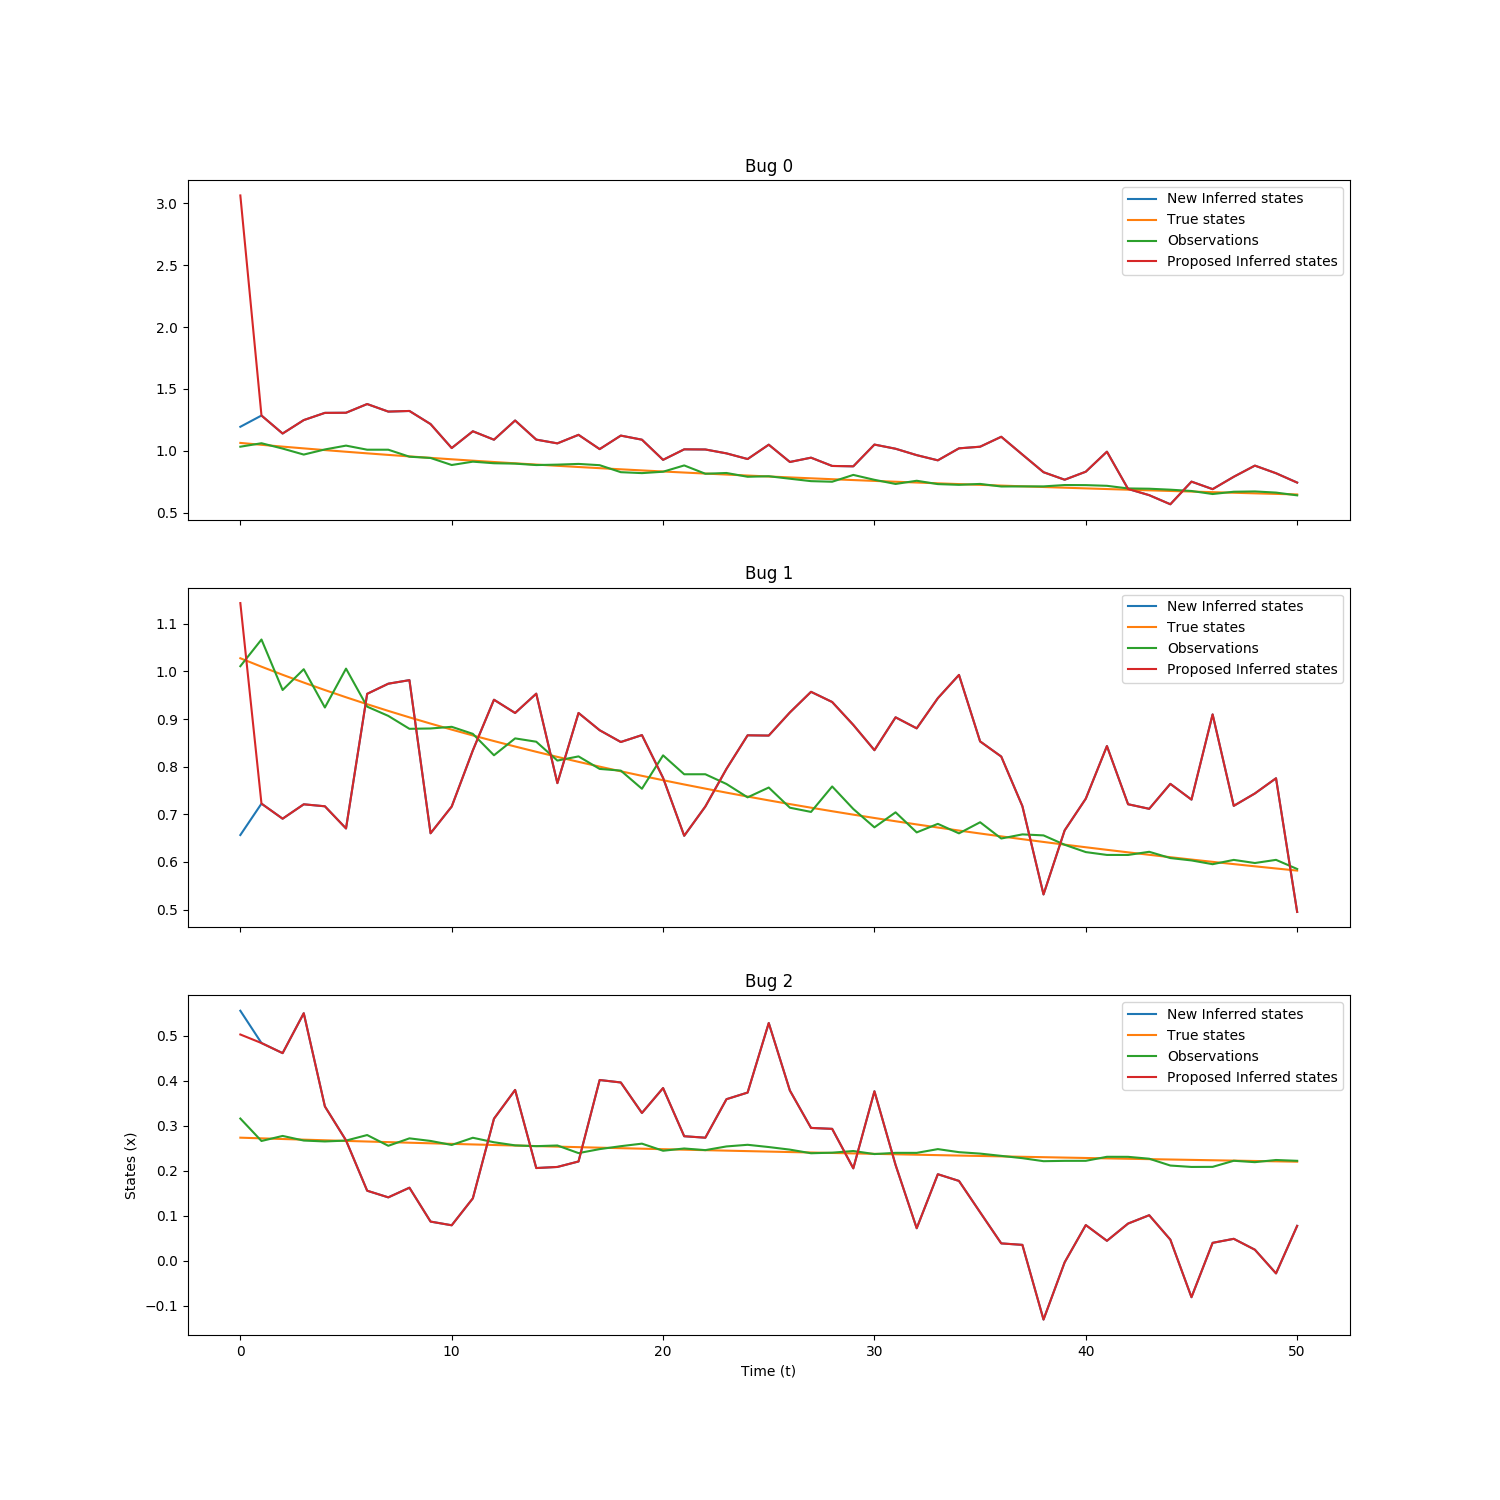 Bug 0
3.0
2.5
2.0
1.5
1.0
0.5
New Inferred states
True states
Observations
Proposed Inferred states
Bug 1
1.1
1.0
0.9
0.8
0.7
0.6
0.5
New Inferred states
True states
Observations
Proposed Inferred states
Bug 2
States (x)
0.5
0.4
0.3
0.2
0.1
0.0
−0.1
New Inferred states
True states
Observations
Proposed Inferred states
0 10 20 30 40 50
Time (t)